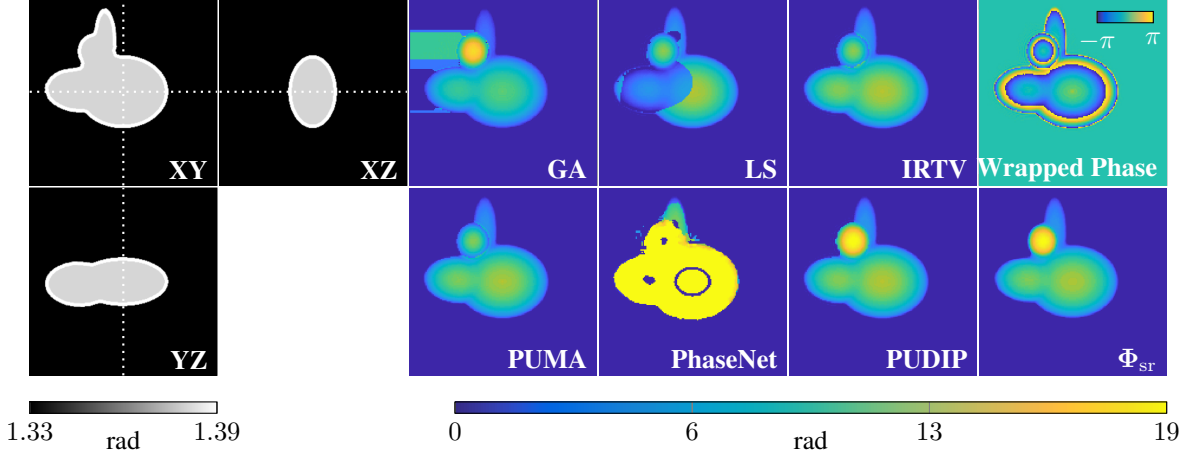 −π π
XY XZ GA LS IRTV Wrapped Phase
YZ PUMA PhaseNet PUDIP Φsr
1.33 rad 1.39 0 6 rad 13 19